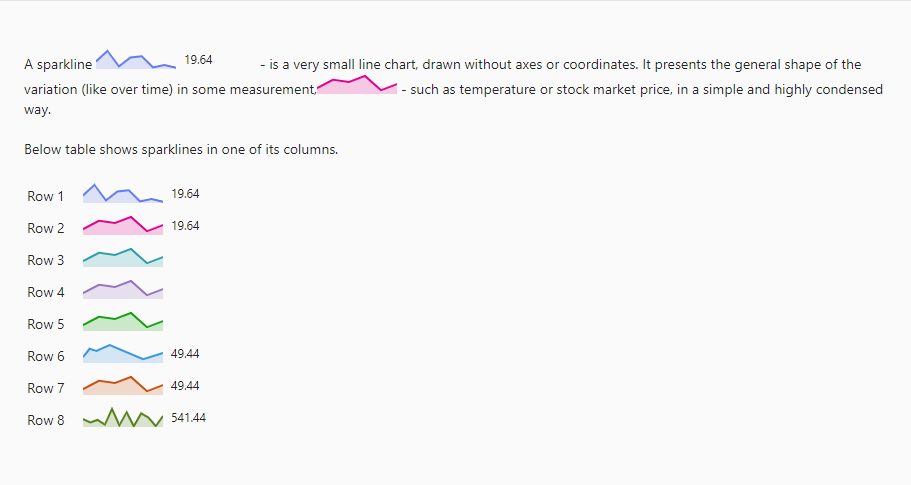 A sparkline 19.64 - is a very small line chart, drawn without axes or coordinates. It presents the general shape of the
variation (like over time) in some measurement, - such as temperature or stock market price, in a simple and highly condensed
way.
Below table shows sparklines in one of its columns.
Row 1 19.64
Row 2 19.64
Row 3
Row 4
Row 5
Row 6 49.44
Row 7 49.44
Row 8 541.44